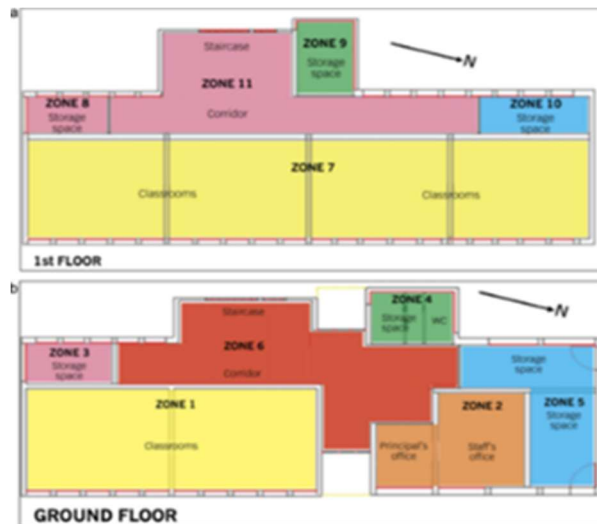 a
Staircase
ZONE 9
Storage
space
N
ZONE 11
ZONE 8
Storage
space
Corridor
ZONE 10
Storage
space
ZONE 7
Classrooms
Classrooms
1st FLOOR
b
ZONE 4
Storage
space
WC
N
Staircase
ZONE 3
Storage
space
ZONE 6
Corridor
Storage
space
ZONE 1
ZONE 2
ZONE 5
Storage
space
Classrooms
Principal's
office
Staff's
office
GROUND FLOOR